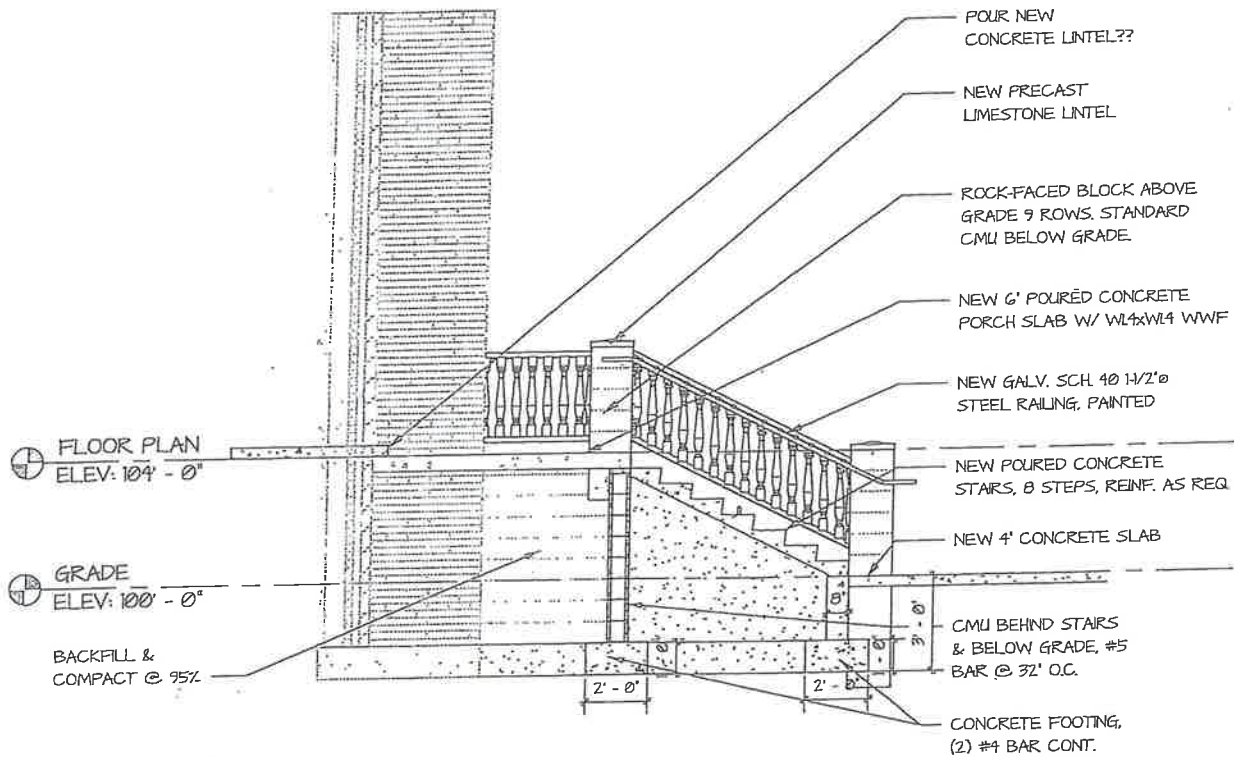 POUR NEW
CONCRETE LINTEL??
NEW PRECAST
LIMESTONE LINTEL
ROCK-FACED BLOCK ABOVE
GRADE 9 ROWS. STANDARD
CMU BELOW GRADE
NEW 6" POURED CONCRETE
PORCH SLAB W/ W1.4xW1.4 WWF
NEW GALV. SCH. 40 1-1/2"ø
STEEL RAILING, PAINTED
FLOOR PLAN
ELEV: 104' - 0"
NEW POURED CONCRETE
STAIRS, 8 STEPS, REINF. AS REQ.
NEW 4" CONCRETE SLAB
GRADE
ELEV: 100' - 0"
8"
3' - 0"
CMU BEHIND STAIRS
& BELOW GRADE, #5
BAR @ 32" O.C.
BACKFILL &
COMPACT @ 95%
2' - 0"
2' - 0"
CONCRETE FOOTING,
(2) #4 BAR CONT.